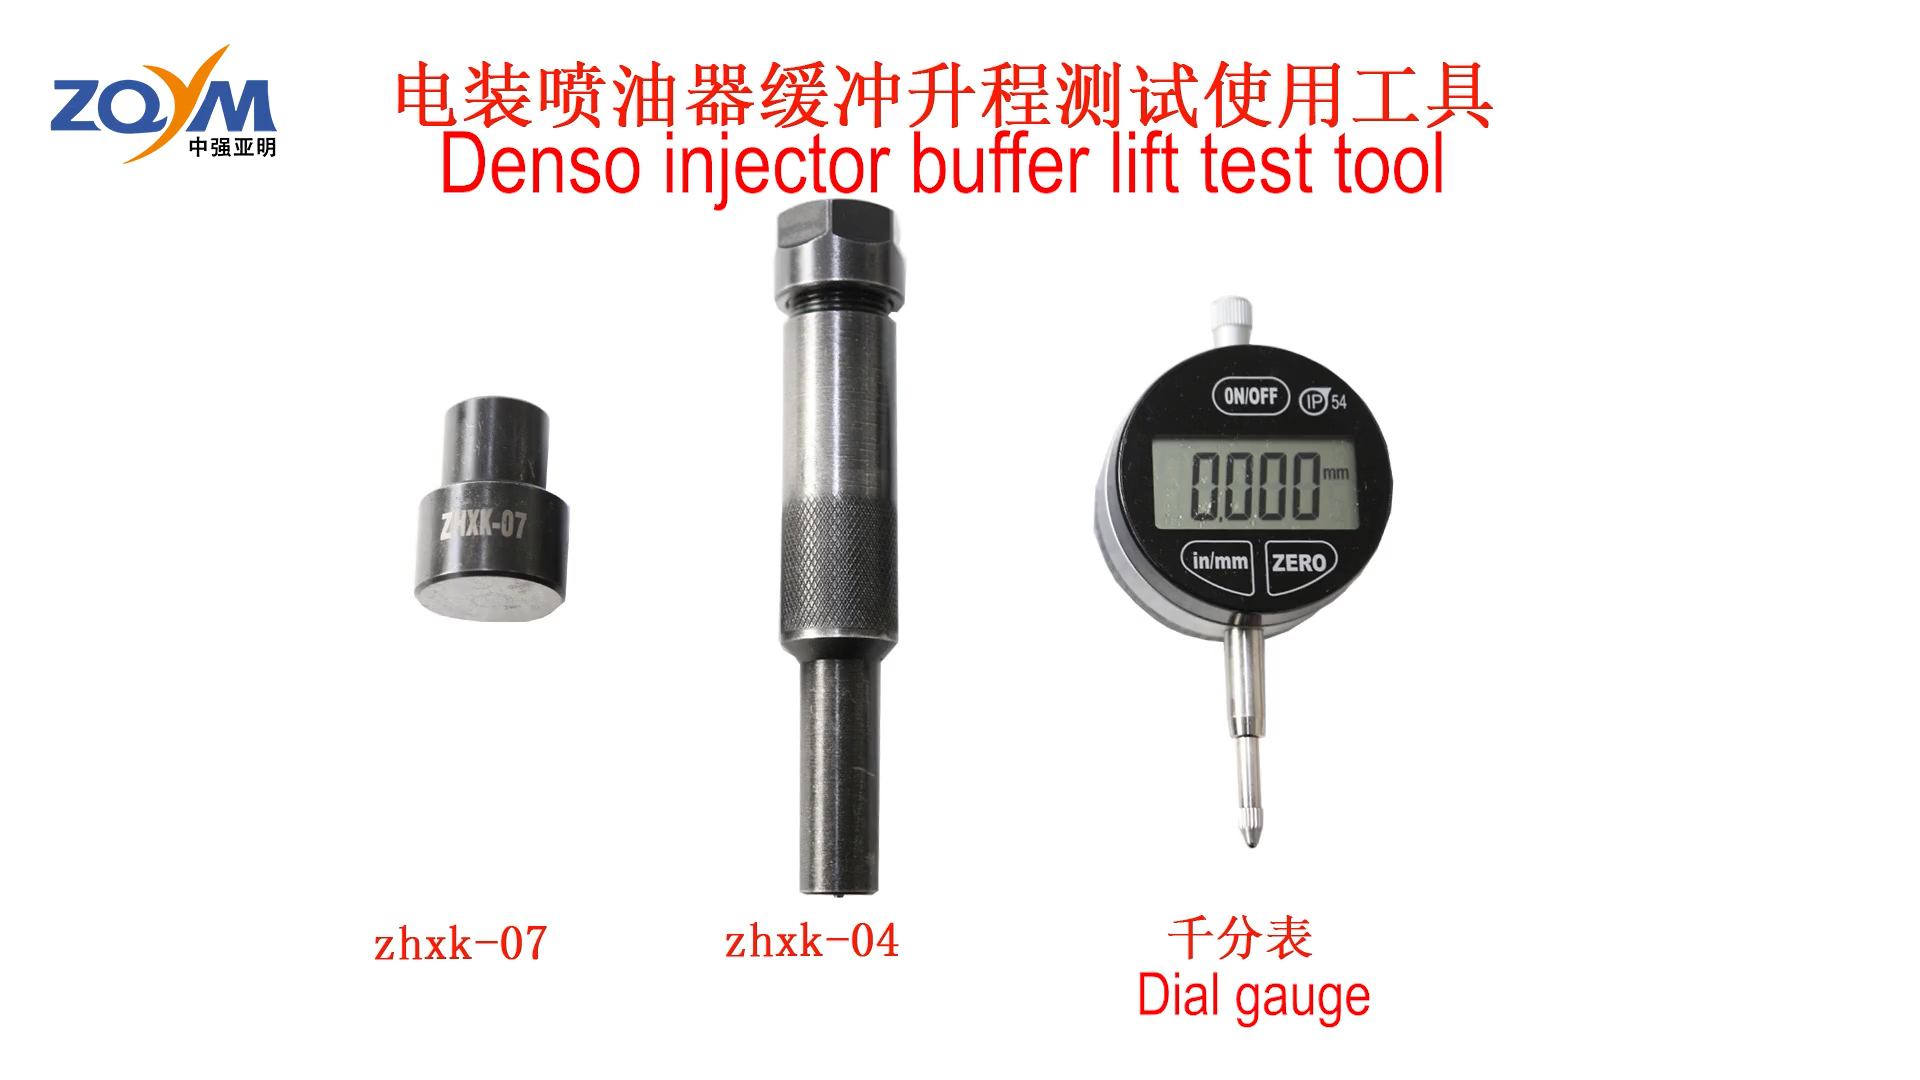 ZQYM
中强亚明
电装喷油器缓冲升程测试使用工具
Denso injector buffer lift test tool
ON/OFF
IP 54
0.000 mm
in/mm ZERO
ZHXK-07
zhxk-07
zhxk-04
千分表
Dial gauge